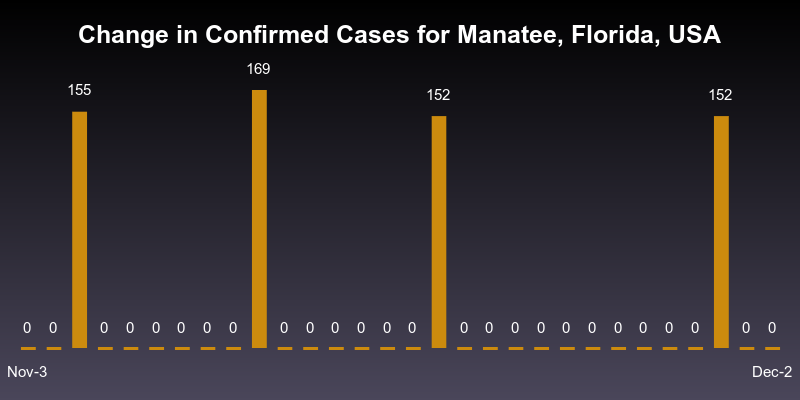 Change in Confirmed Cases for Manatee, Florida, USA
169
155
152 152
0 0 0 0 0 0 0 0 0 0 0 0 0 0 0 0 0 0 0 0 0 0 0 0 0 0
Nov-3 Dec-2